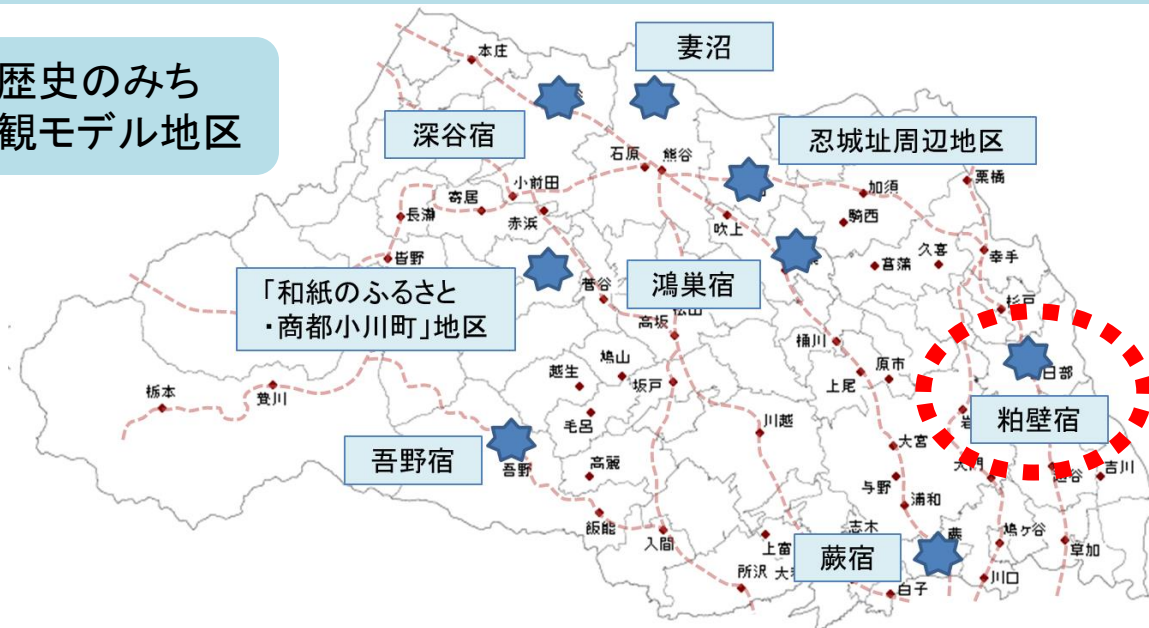 歴史のみち
観モデル地区
妻沼
本庄
深谷宿
忍城址周辺地区
石原
熊谷
栗橋
小前田
加須
寄居
長瀞
赤浜
騎西
吹上
久喜
幸手
皆野
菖蒲
「和紙のふるさと
・商都小川町」地区
菅谷
鴻巣宿
杉戸
高坂
桶川
鳩山
越生
坂戸
原市
上尾
栃本
贄川
毛呂
川越
粕壁宿
大宮
吾野宿
吾野
高麗
与野
浦和
吉川
飯能
入間
志木
上富
蕨宿
鳩ヶ谷
草加
所沢
白子
川口